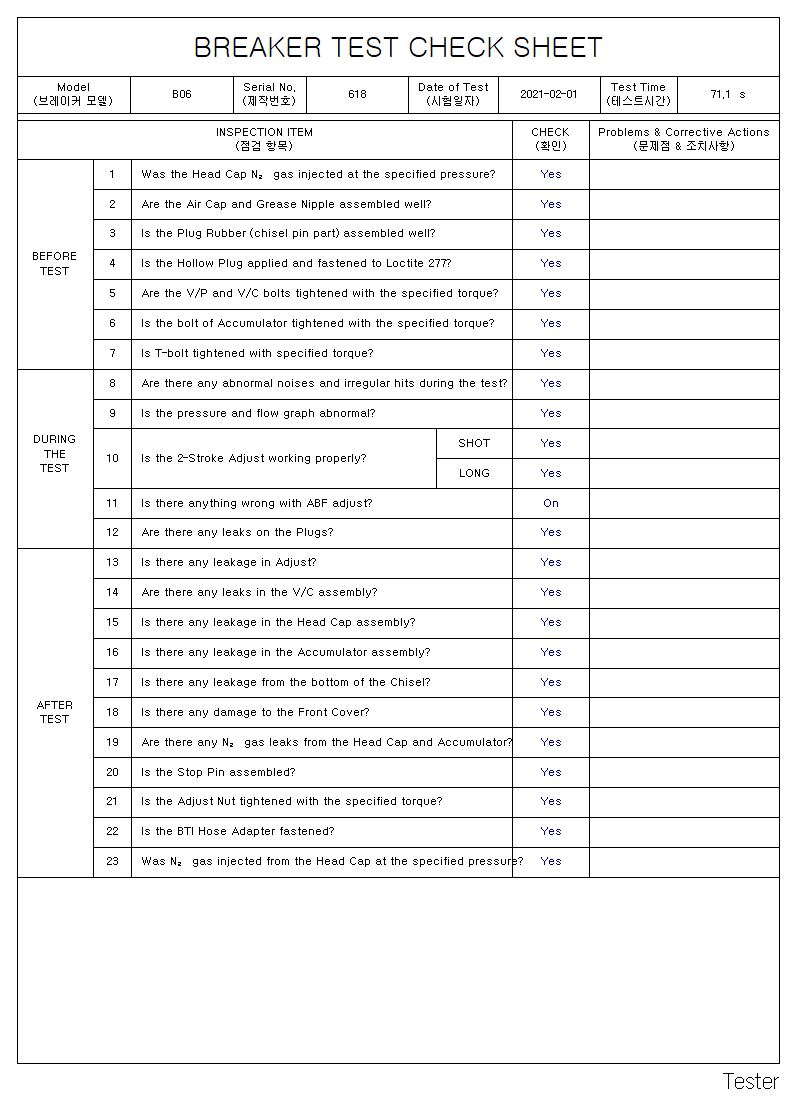 BREAKER TEST CHECK SHEET
Model
(브레이커 모델)
B06
Serial No.
(제작번호)
618
Date of Test
(시험일자)
2021-02-01
Test Time
(테스트시간)
71.1 s
INSPECTION ITEM
(점검 항목)
CHECK
(확인)
Problems & Corrective Actions
(문제점 & 조치사항)
BEFORE
TEST
1 Was the Head Cap N₂ gas injected at the specified pressure? Yes
2 Are the Air Cap and Grease Nipple assembled well? Yes
3 Is the Plug Rubber (chisel pin part) assembled well? Yes
4 Is the Hollow Plug applied and fastened to Loctite 277? Yes
5 Are the V/P and V/C bolts tightened with the specified torque? Yes
6 Is the bolt of Accumulator tightened with the specified torque? Yes
7 Is T-bolt tightened with specified torque? Yes
DURING
THE
TEST
8 Are there any abnormal noises and irregular hits during the test? Yes
9 Is the pressure and flow graph abnormal? Yes
10 Is the 2-Stroke Adjust working properly?
SHOT Yes
LONG Yes
11 Is there anything wrong with ABF adjust? On
12 Are there any leaks on the Plugs? Yes
AFTER
TEST
13 Is there any leakage in Adjust? Yes
14 Are there any leaks in the V/C assembly? Yes
15 Is there any leakage in the Head Cap assembly? Yes
16 Is there any leakage in the Accumulator assembly? Yes
17 Is there any leakage from the bottom of the Chisel? Yes
18 Is there any damage to the Front Cover? Yes
19 Are there any N₂ gas leaks from the Head Cap and Accumulator? Yes
20 Is the Stop Pin assembled? Yes
21 Is the Adjust Nut tightened with the specified torque? Yes
22 Is the BTI Hose Adapter fastened? Yes
23 Was N₂ gas injected from the Head Cap at the specified pressure? Yes
Tester